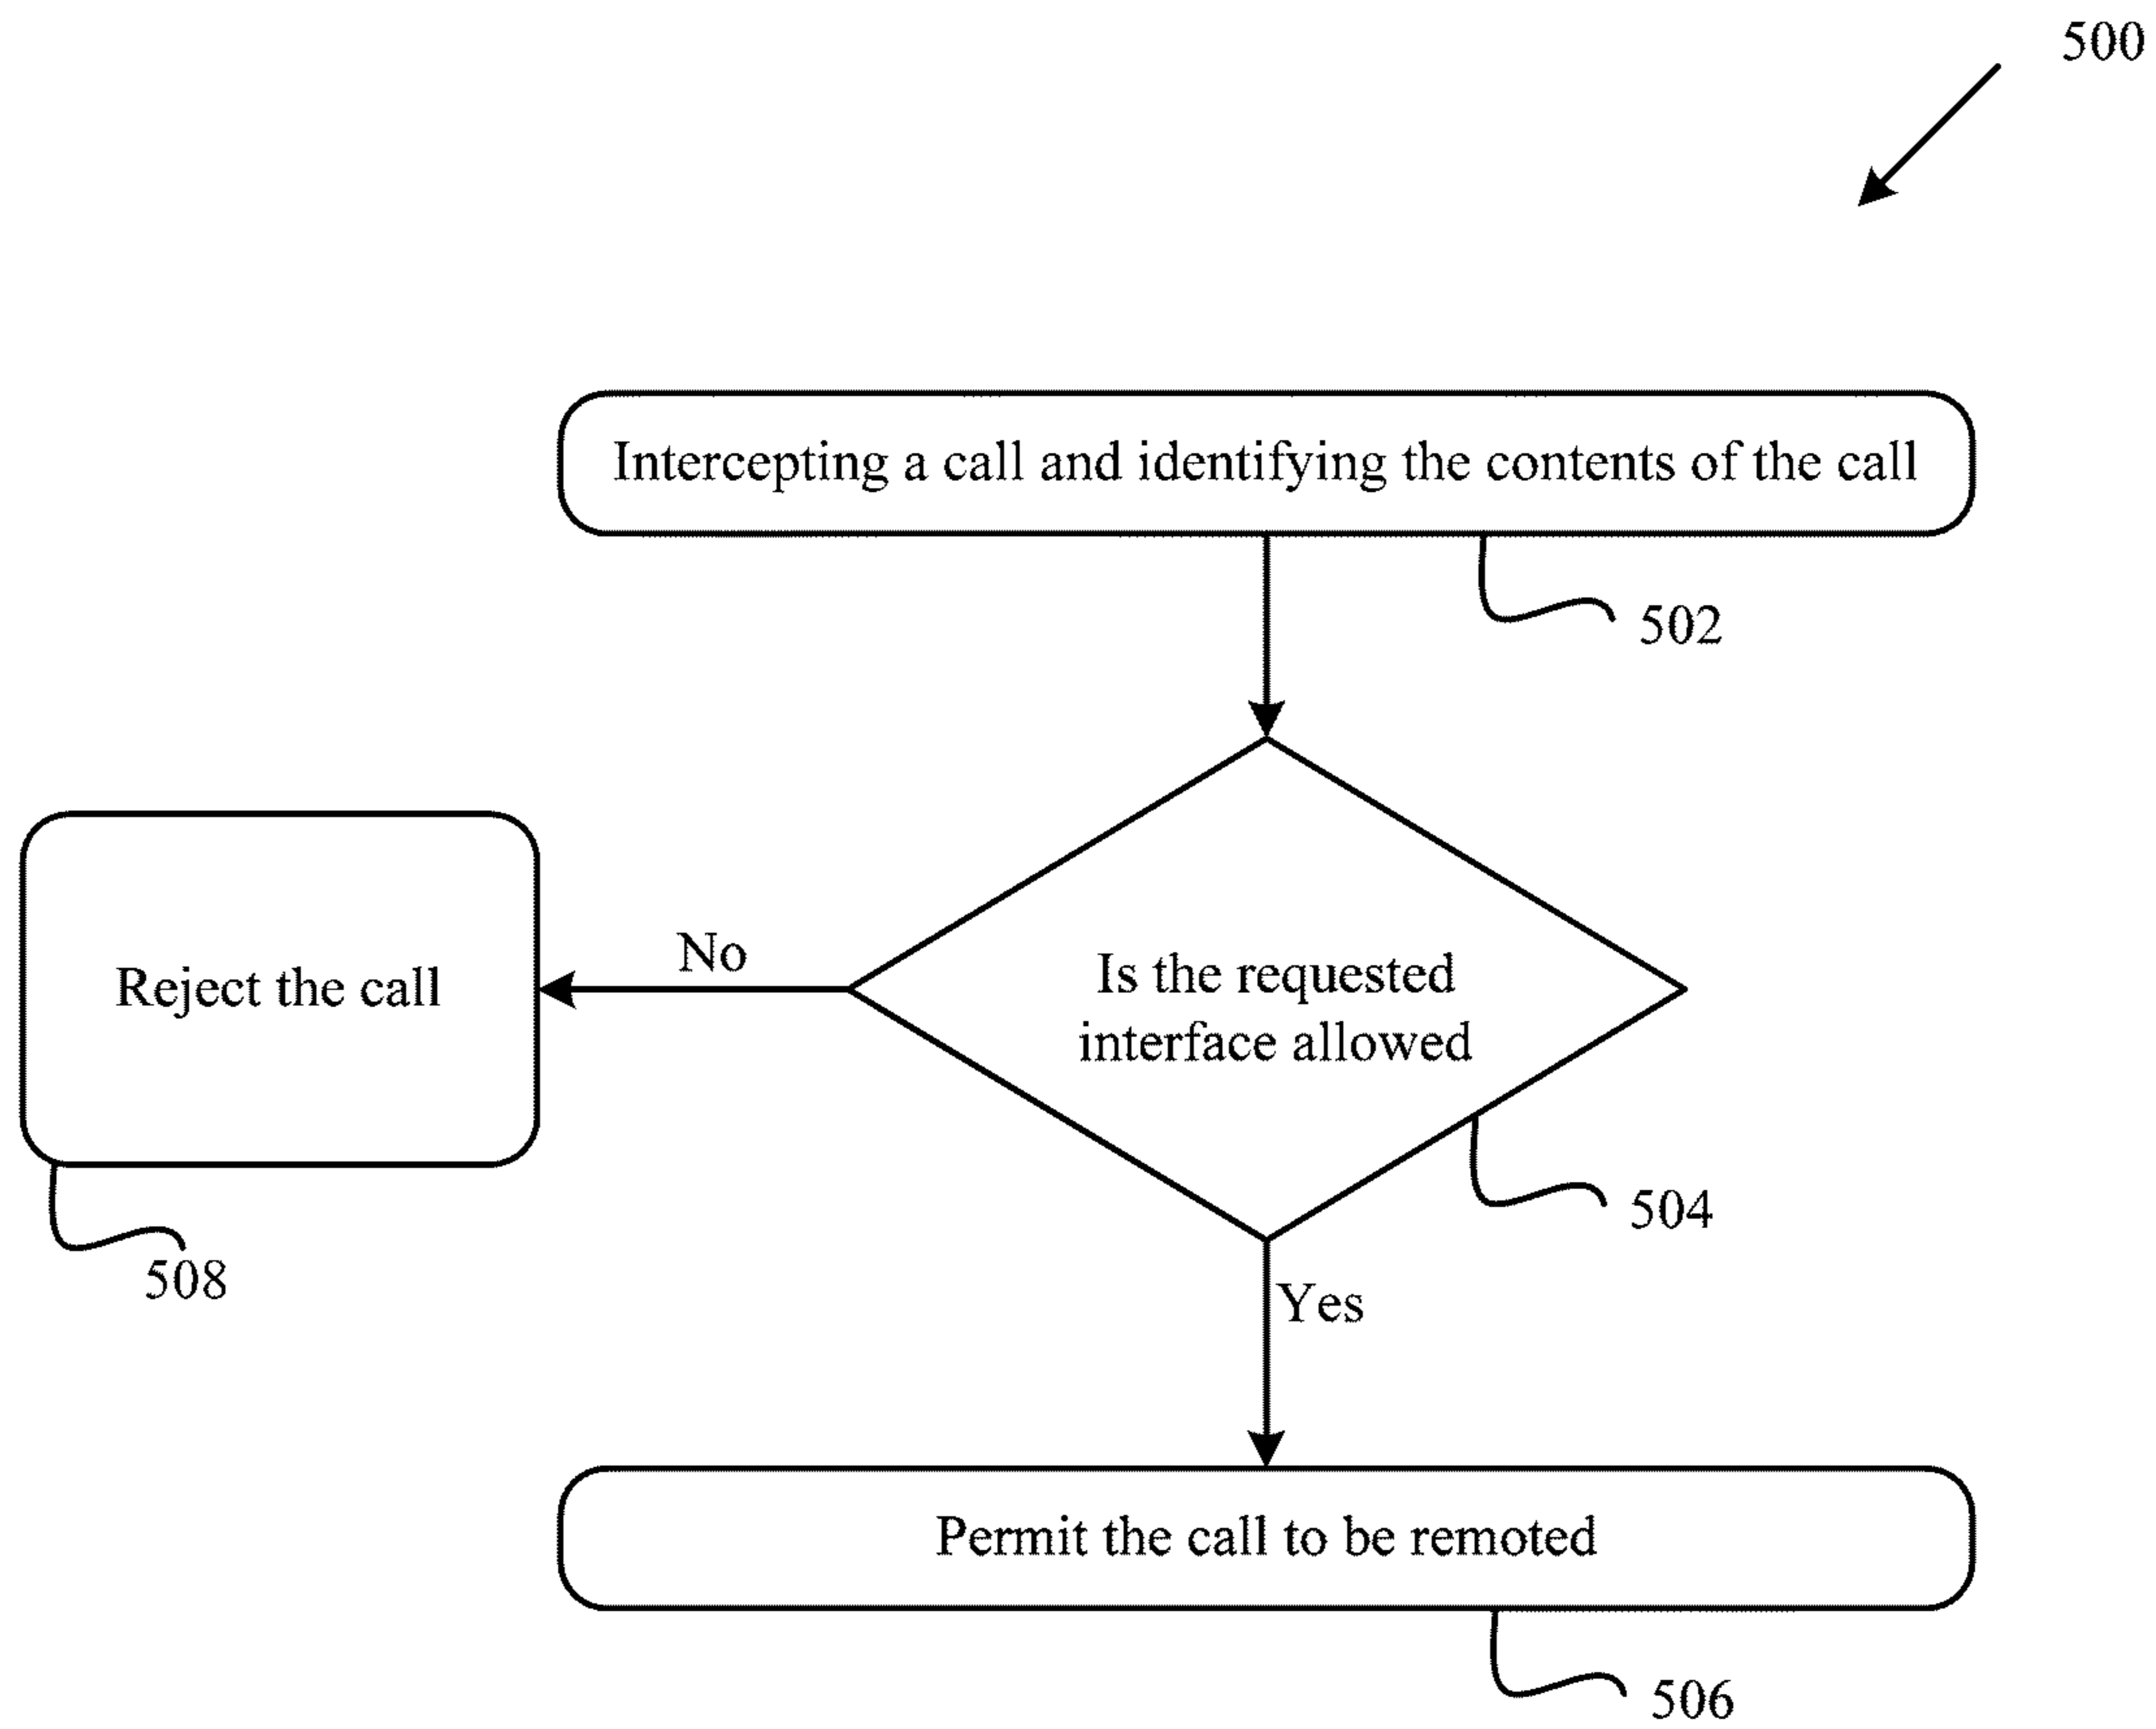 500
Intercepting a call and identifying the contents of the call
502
No
Is the requested
interface allowed
Reject the call
504
508
Yes
Permit the call to be remoted
506